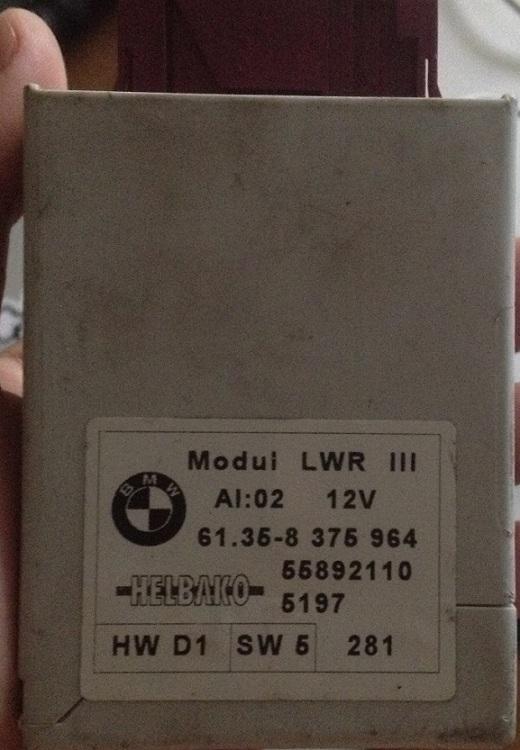 Modul LWR III
BMW
AI:02 12V
61.35-8 375 964
55892110
HELBAKO
5197
HW D1 SW 5 281